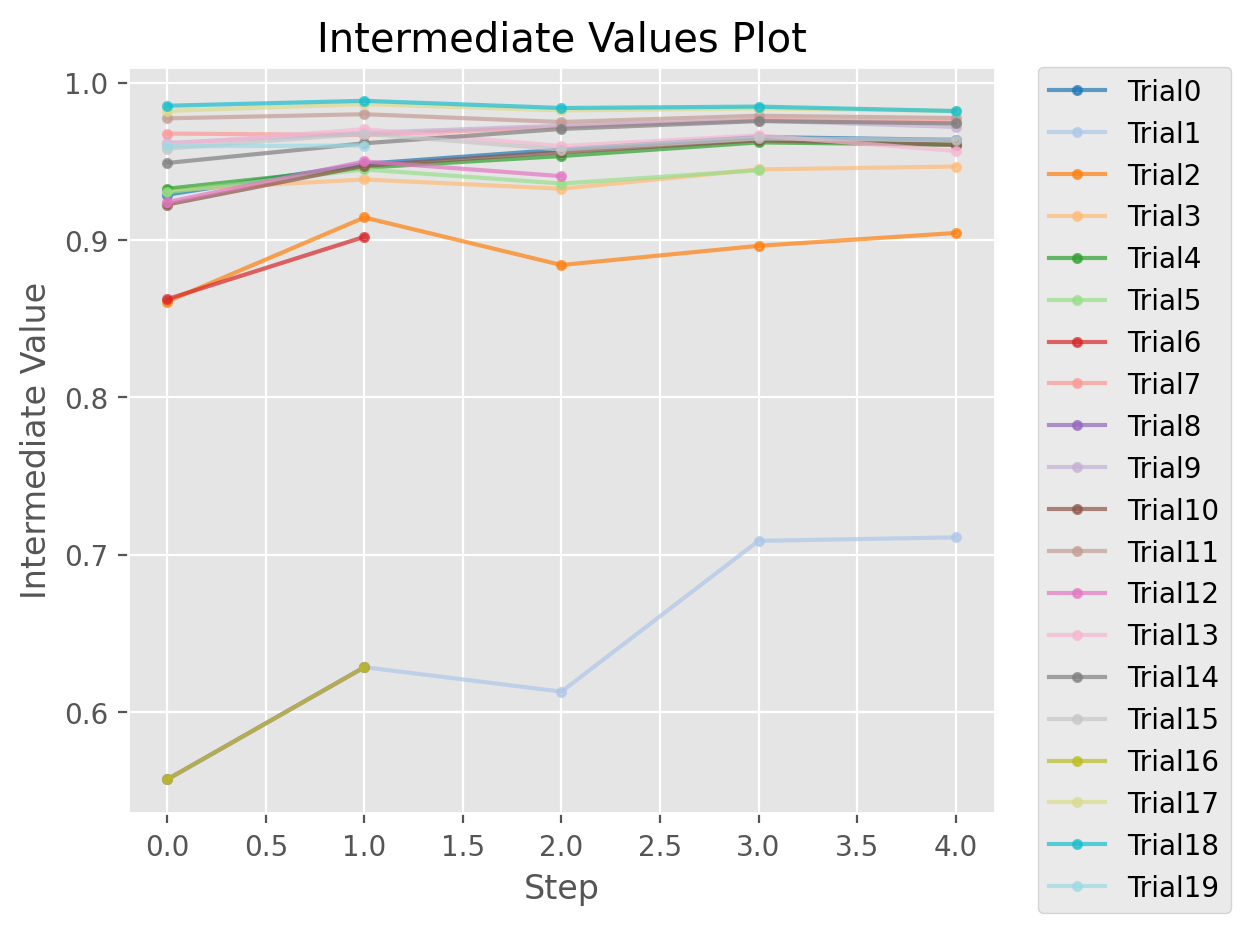 Intermediate Values Plot
Intermediate Value
1.0
0.9
0.8
0.7
0.6
0.0 0.5 1.0 1.5 2.0 2.5 3.0 3.5 4.0
Step
Trial0
Trial1
Trial2
Trial3
Trial4
Trial5
Trial6
Trial7
Trial8
Trial9
Trial10
Trial11
Trial12
Trial13
Trial14
Trial15
Trial16
Trial17
Trial18
Trial19